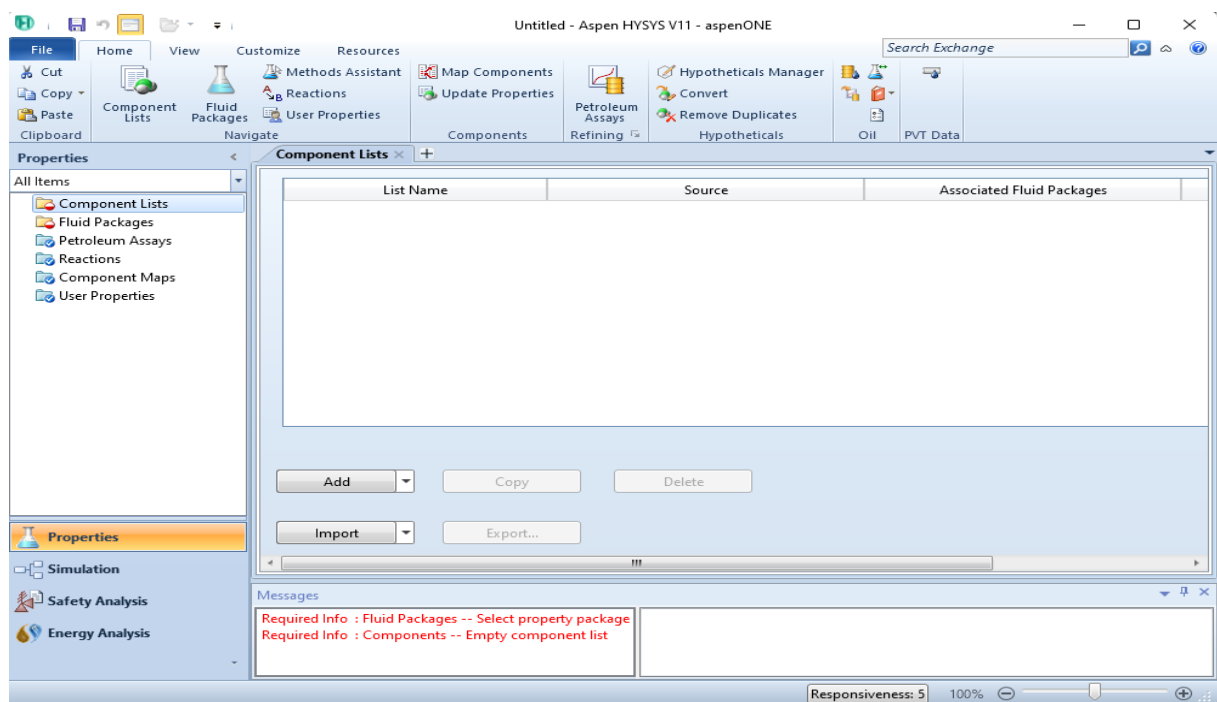 Untitled - Aspen HYSYS V11 - aspenONE
File Home View Customize Resources Search Exchange
Cut
Copy
Paste
Clipboard
Component Lists
Fluid Packages
Methods Assistant
Reactions
User Properties
Navigate
Map Components
Update Properties
Components
Petroleum Assays
Refining
Hypotheticals Manager
Convert
Remove Duplicates
Hypotheticals
Oil
PVT Data
Properties
All Items
Component Lists
Fluid Packages
Petroleum Assays
Reactions
Component Maps
User Properties
Properties
Simulation
Safety Analysis
Energy Analysis
Component Lists
List Name Source Associated Fluid Packages
Add Copy Delete
Import Export...
Messages
Required Info : Fluid Packages -- Select property package
Required Info : Components -- Empty component list
Responsiveness: 5 100%